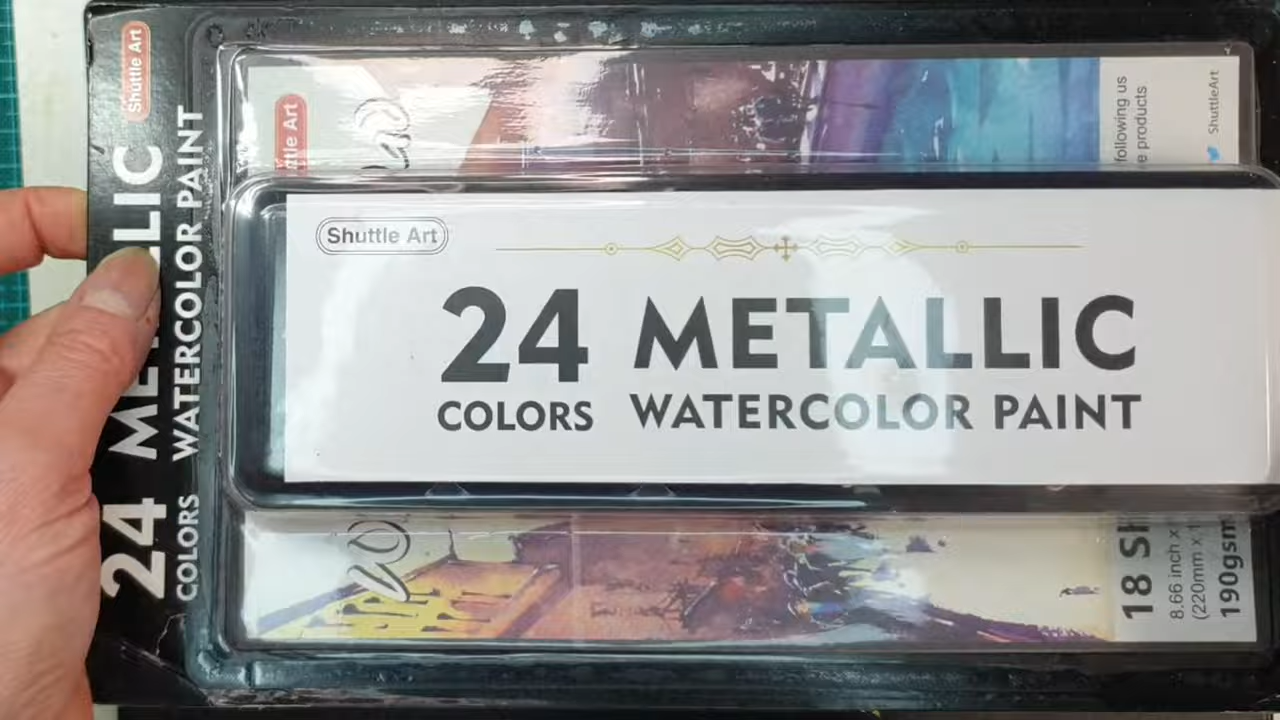 Shuttle Art
24 METALLIC
COLORS WATERCOLOR PAINT
Shuttle Art
24 METALLIC
COLORS WATERCOLOR PAINT
following us
products
ShuttleArt
Art
18
8.66 inch x
(220mm x
190gsm